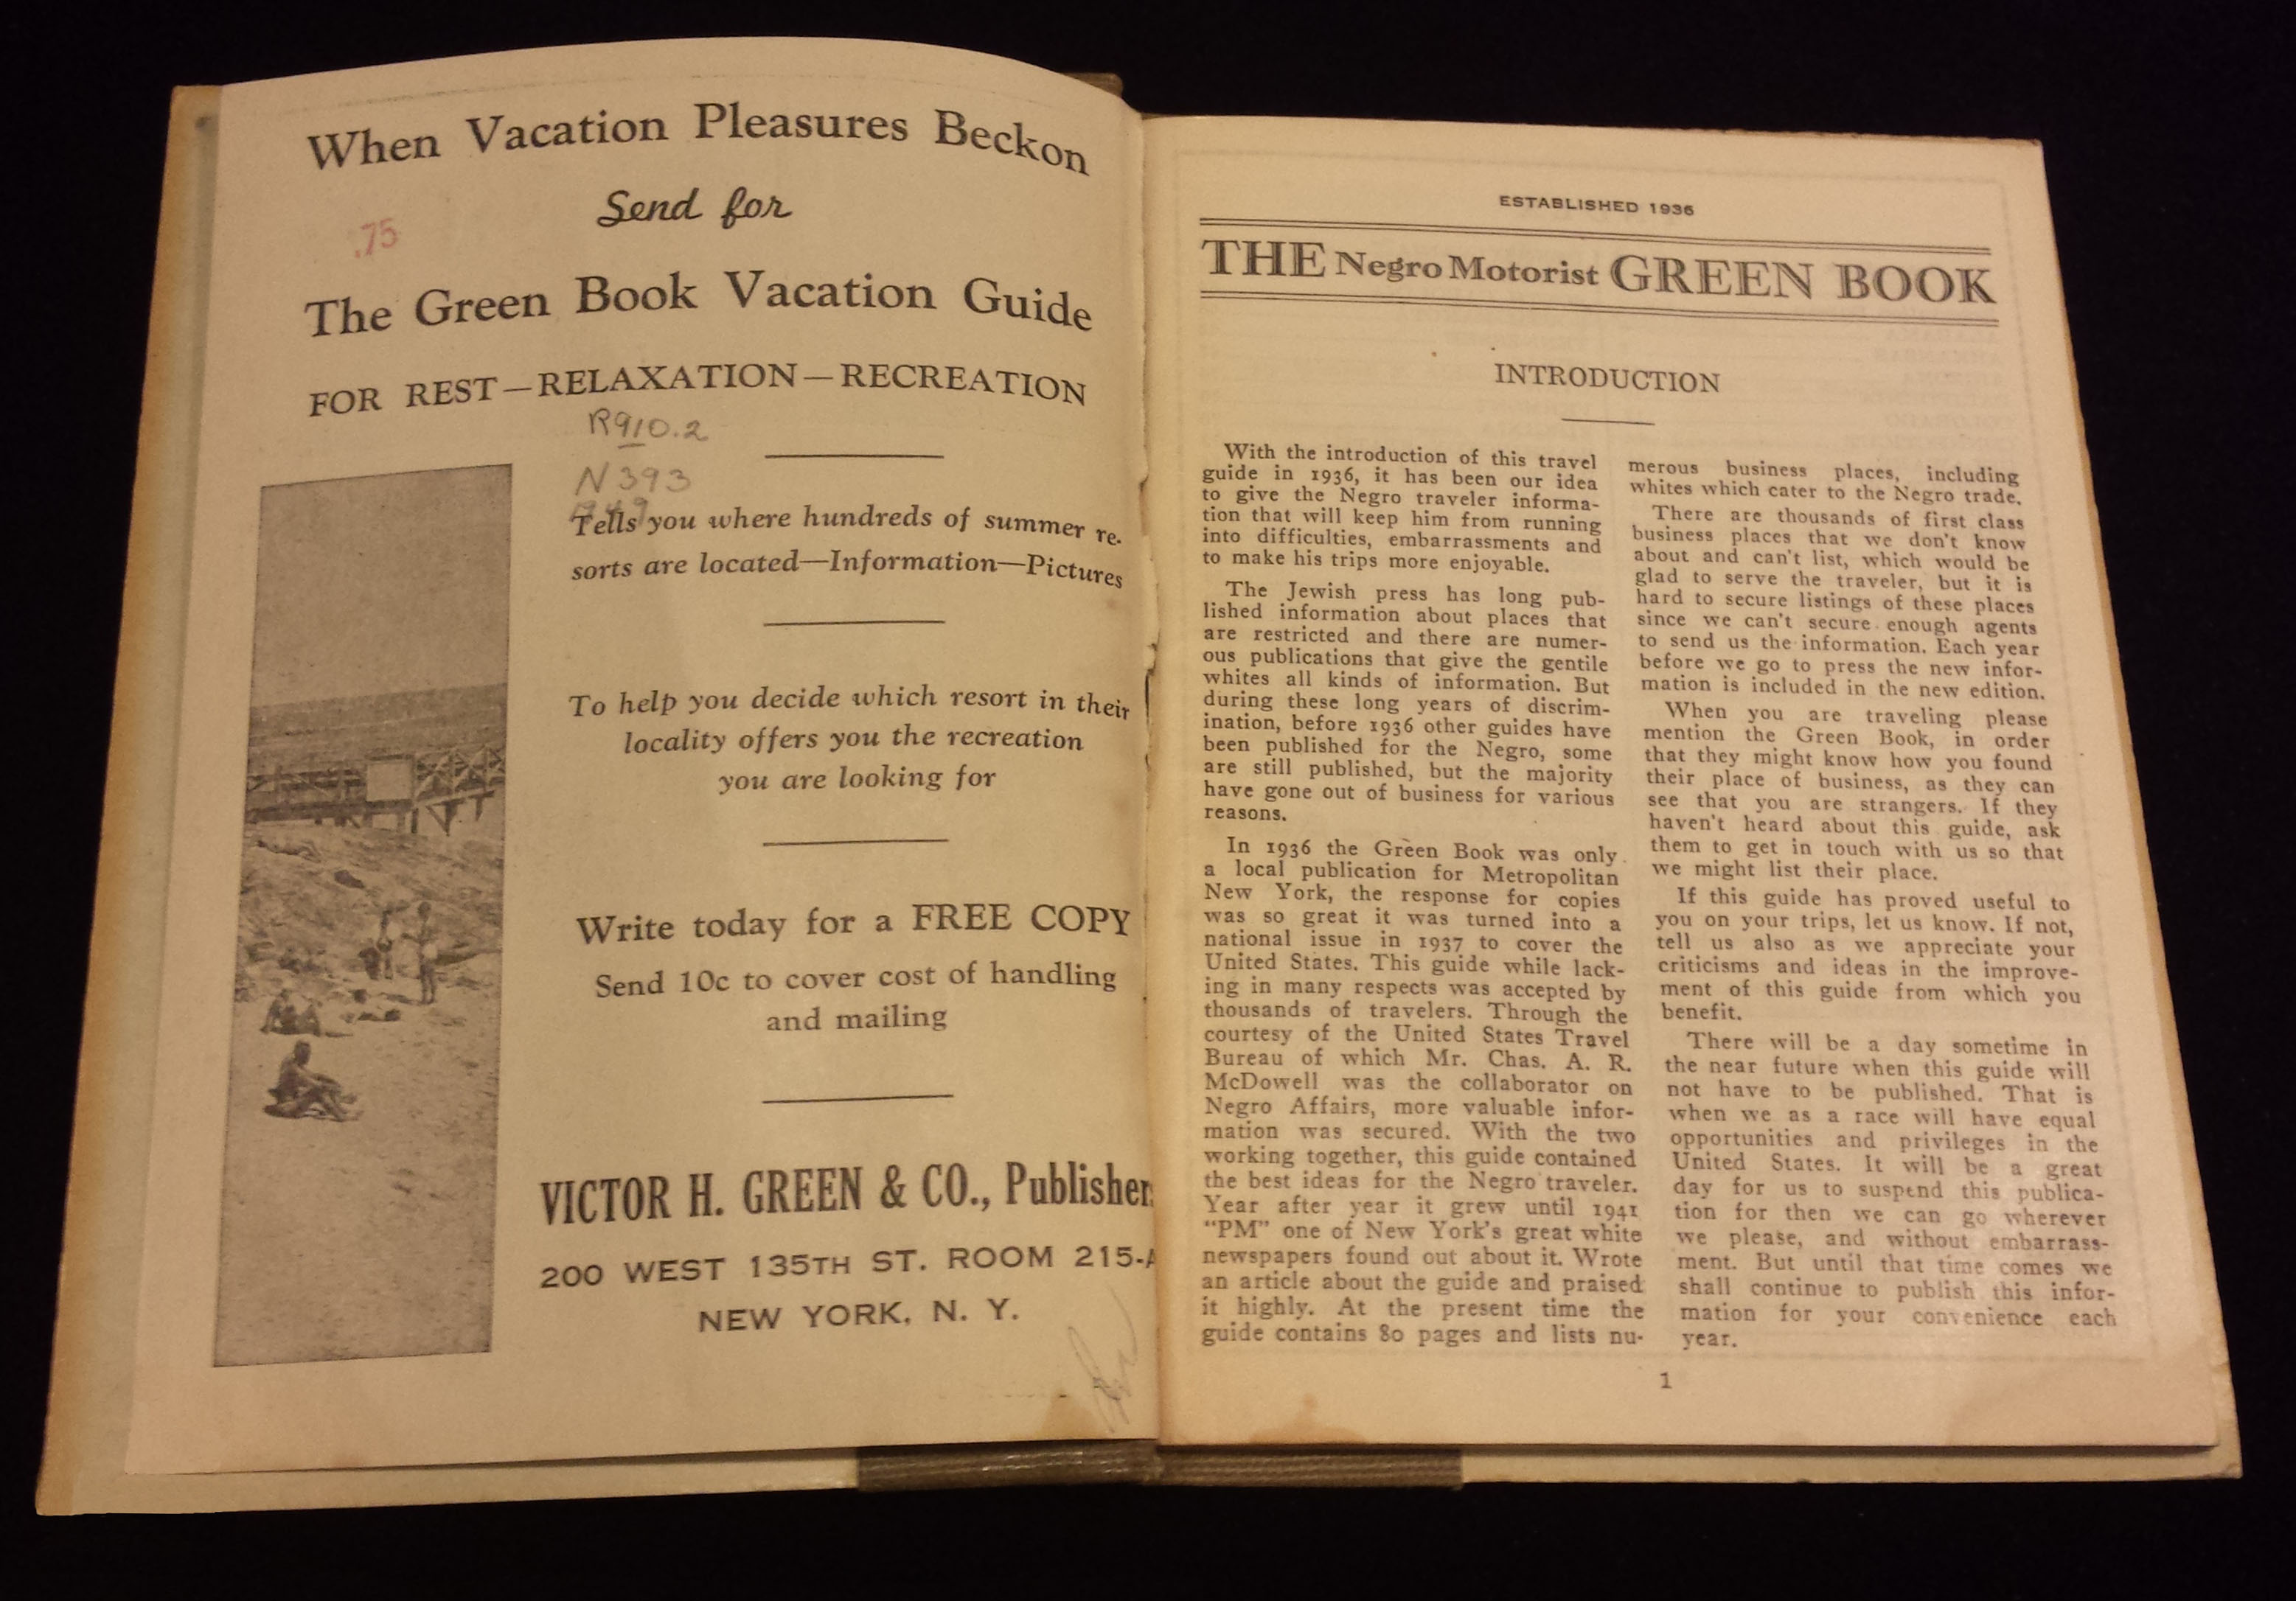 When Vacation Pleasures Beckon
Send for
.75
The Green Book Vacation Guide
FOR REST—RELAXATION—RECREATION
R910.2
N393
Tells you where hundreds of summer re-
sorts are located—Information—Pictures
To help you decide which resort in their
locality offers you the recreation
you are looking for
Write today for a FREE COPY
Send 10c to cover cost of handling
and mailing
VICTOR H. GREEN & CO., Publisher
200 WEST 135TH ST. ROOM 215-A
NEW YORK, N. Y.
ESTABLISHED 1936
THE Negro Motorist GREEN BOOK
INTRODUCTION
With the introduction of this travel
guide in 1936, it has been our idea
to give the Negro traveler informa-
tion that will keep him from running
into difficulties, embarrassments and
to make his trips more enjoyable.
The Jewish press has long pub-
lished information about places that
are restricted and there are numer-
ous publications that give the gentile
whites all kinds of information. But
during these long years of discrim-
ination, before 1936 other guides have
been published for the Negro, some
are still published, but the majority
have gone out of business for various
reasons.
In 1936 the Green Book was only
a local publication for Metropolitan
New York, the response for copies
was so great it was turned into a
national issue in 1937 to cover the
United States. This guide while lack-
ing in many respects was accepted by
thousands of travelers. Through the
courtesy of the United States Travel
Bureau of which Mr. Chas. A. R.
McDowell was the collaborator on
Negro Affairs, more valuable infor-
mation was secured. With the two
working together, this guide contained
the best ideas for the Negro traveler.
Year after year it grew until 1941
"PM" one of New York's great white
newspapers found out about it. Wrote
an article about the guide and praised
it highly. At the present time the
guide contains 80 pages and lists nu-
merous business places, including
whites which cater to the Negro trade.
There are thousands of first class
business places that we don't know
about and can't list, which would be
glad to serve the traveler, but it is
hard to secure listings of these places
since we can't secure enough agents
to send us the information. Each year
before we go to press the new infor-
mation is included in the new edition.
When you are traveling please
mention the Green Book, in order
that they might know how you found
their place of business, as they can
see that you are strangers. If they
haven't heard about this guide, ask
them to get in touch with us so that
we might list their place.
If this guide has proved useful to
you on your trips, let us know. If not,
tell us also as we appreciate your
criticisms and ideas in the improve-
ment of this guide from which you
benefit.
There will be a day sometime in
the near future when this guide will
not have to be published. That is
when we as a race will have equal
opportunities and privileges in the
United States. It will be a great
day for us to suspend this publica-
tion for then we can go wherever
we please, and without embarrass-
ment. But until that time comes we
shall continue to publish this infor-
mation for your convenience each
year.
1